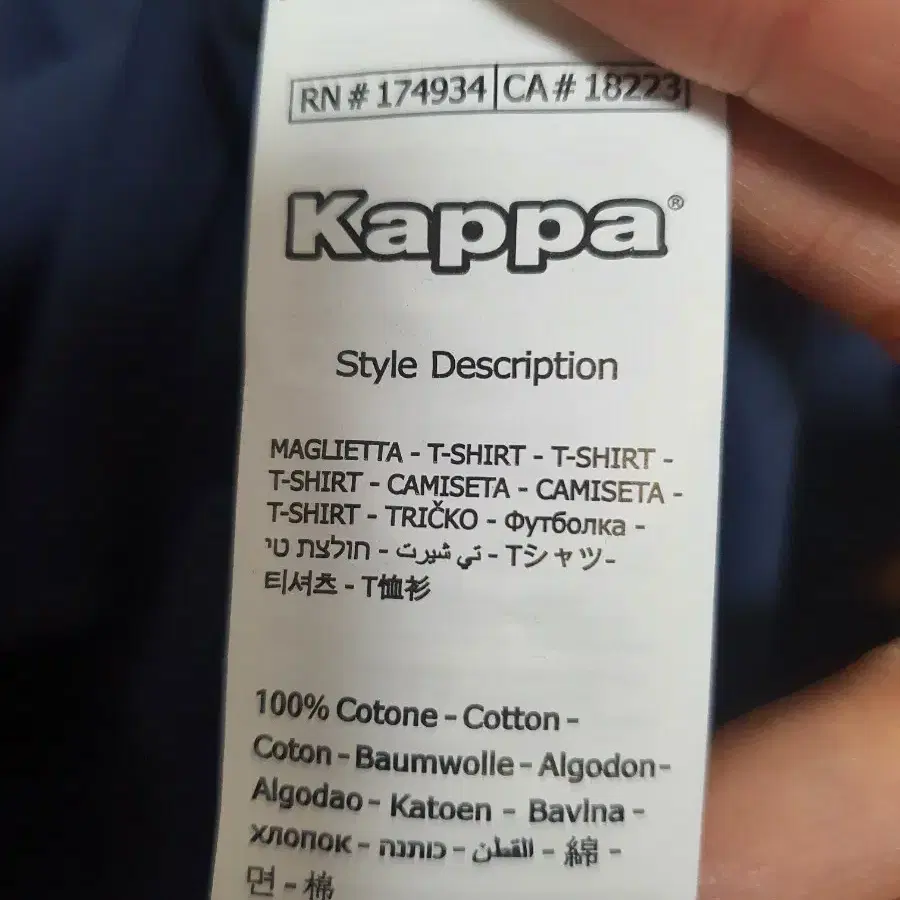 RN # 174934 CA # 18223
Kappa®
Style Description
MAGLIETTA - T-SHIRT - T-SHIRT -
T-SHIRT - CAMISETA - CAMISETA -
T-SHIRT - TRIČKO - Футболка -
חולצת טי - تي شيرت - Tシャツ-
티셔츠 - T恤衫
100% Cotone - Cotton -
Coton - Baumwolle - Algodon-
Algodao - Katoen - Bavlna -
хлопок - כותנה - القطن - 綿 -
면 - 棉